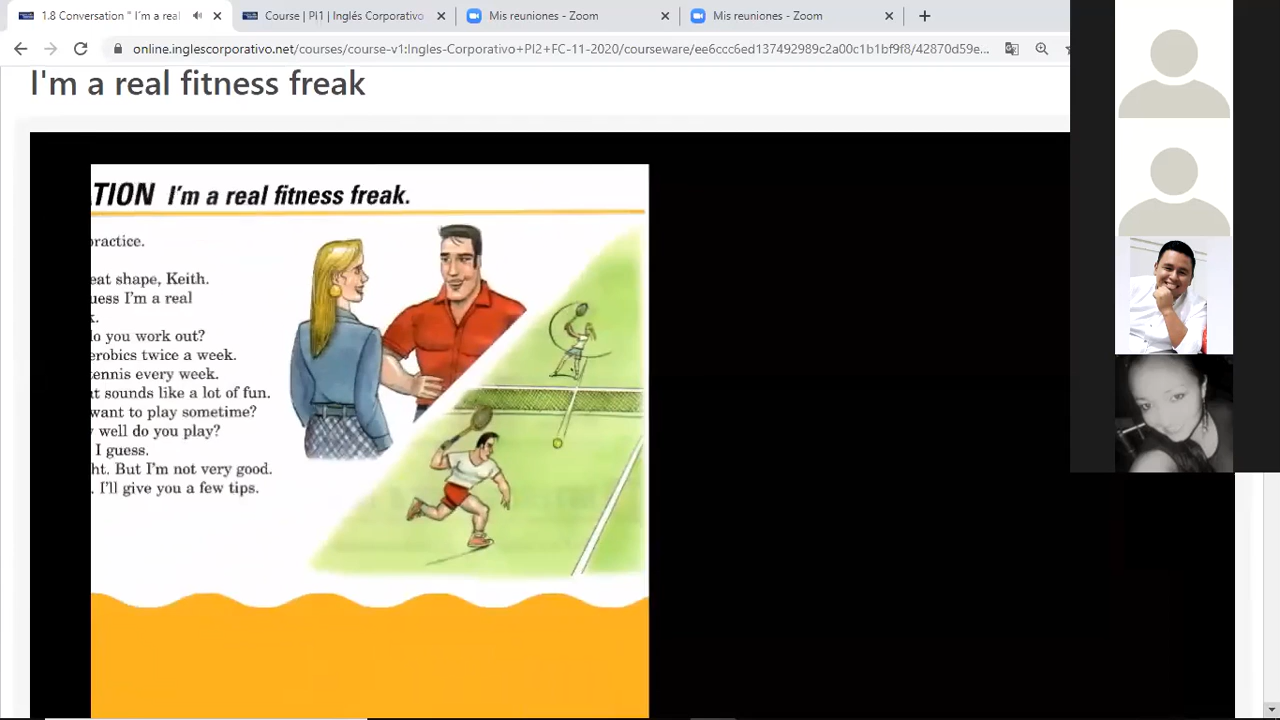 1.8 Conversation " I´m a real
Course | PI1 | Inglés Corporativo
Mis reuniones - Zoom
Mis reuniones - Zoom
online.inglescorporativo.net/courses/course-v1:Ingles-Corporativo+PI2+FC-11-2020/courseware/ee6ccc6ed137492989c2a00c1b1bf9f8/42870d59e...
I'm a real fitness freak
TION I'm a real fitness freak.
practice.
eat shape, Keith.
uess I'm a real
k.
do you work out?
erobics twice a week.
tennis every week.
t sounds like a lot of fun.
want to play sometime?
well do you play?
I guess.
ht. But I'm not very good.
. I'll give you a few tips.